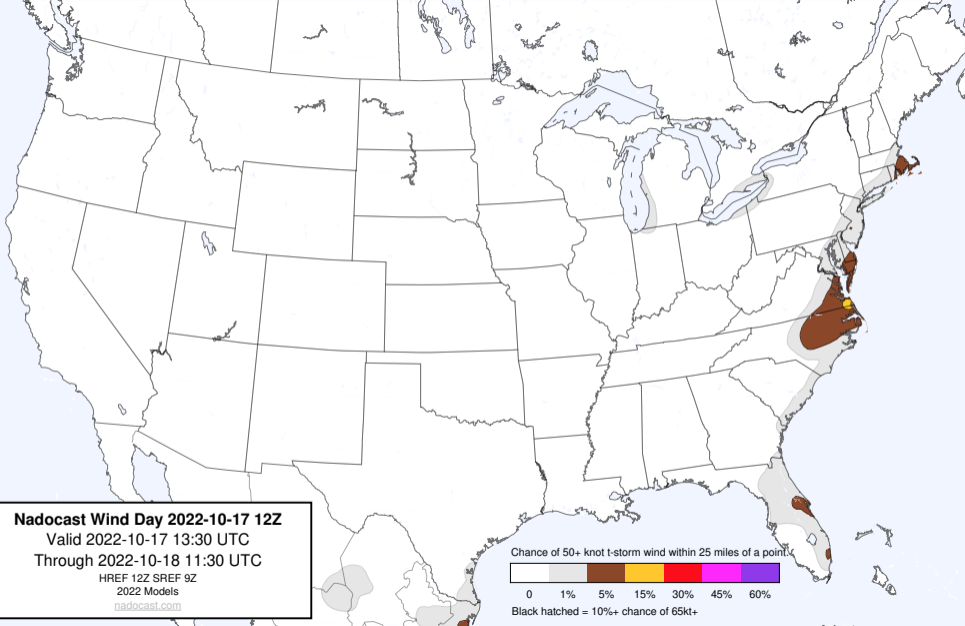 Nadocast Wind Day 2022-10-17 12Z
Valid 2022-10-17 13:30 UTC
Through 2022-10-18 11:30 UTC
HREF 12Z SREF 9Z
2022 Models
nadocast.com
Chance of 50+ knot t-storm wind within 25 miles of a point.
0 1% 5% 15% 30% 45% 60%
Black hatched = 10%+ chance of 65kt+